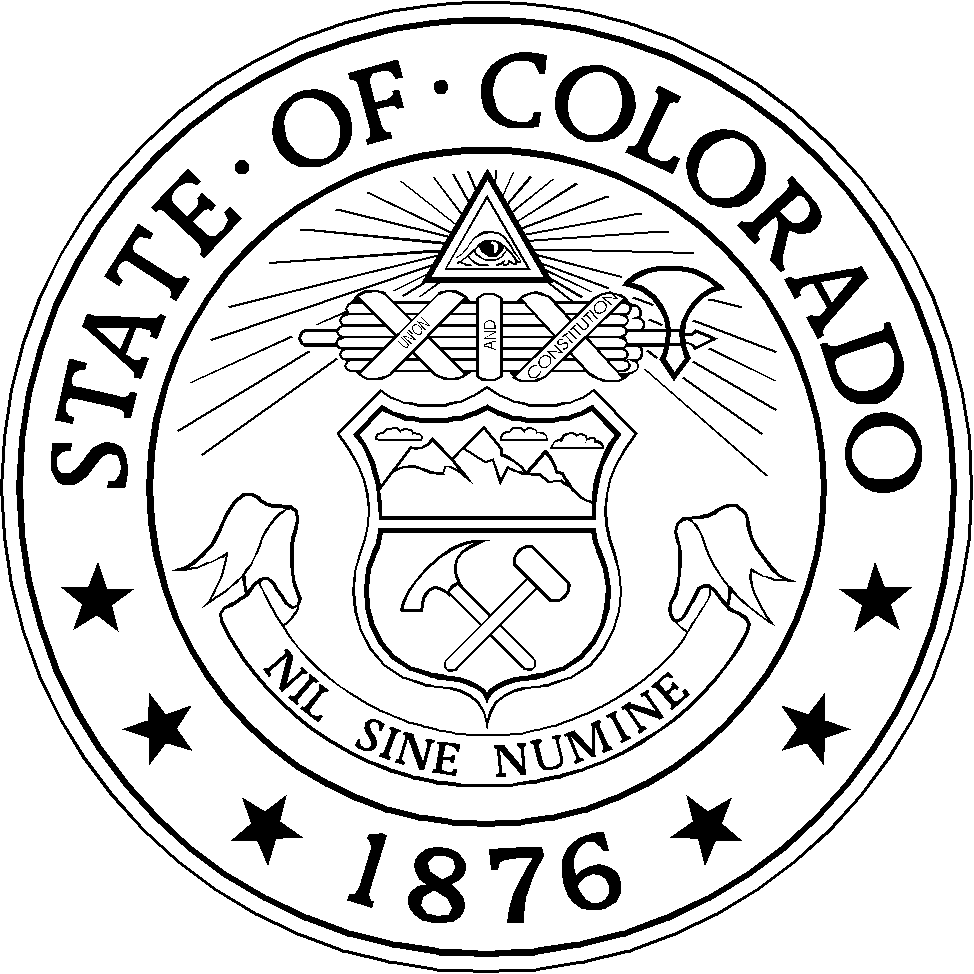 STATE · OF · COLORADO
UNION
AND
CONSTITUTION
NIL SINE NUMINE
1876